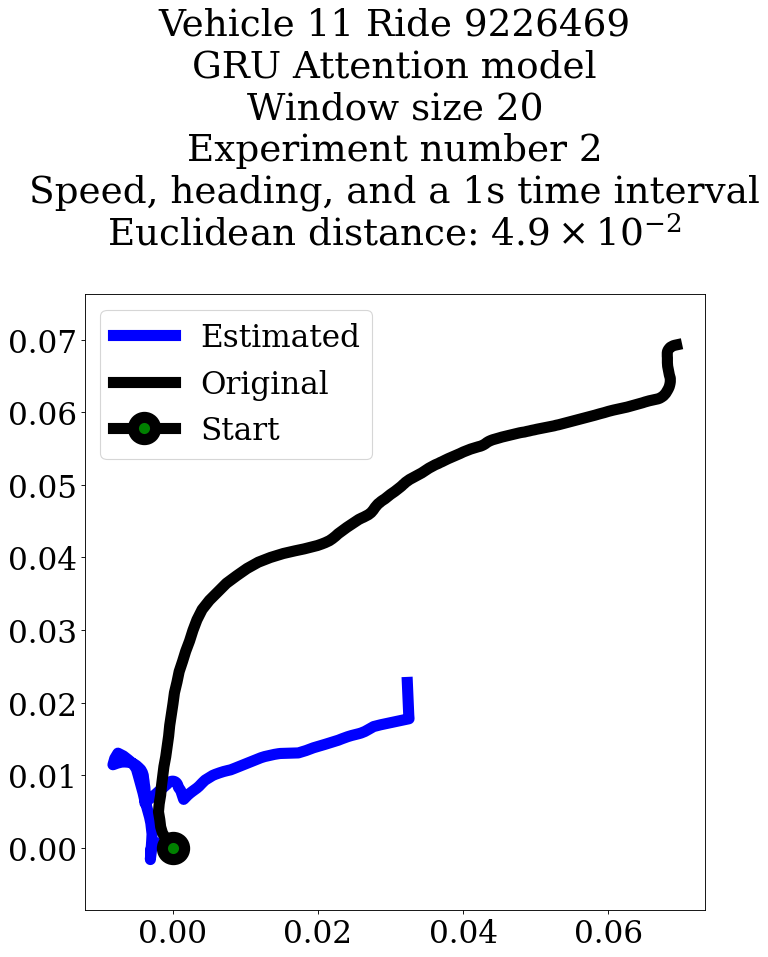 Vehicle 11 Ride 9226469
GRU Attention model
Window size 20
Experiment number 2
Speed, heading, and a 1s time interval
Euclidean distance: 4.9 × 10⁻²
Estimated
Original
Start
0.07
0.06
0.05
0.04
0.03
0.02
0.01
0.00
0.00 0.02 0.04 0.06